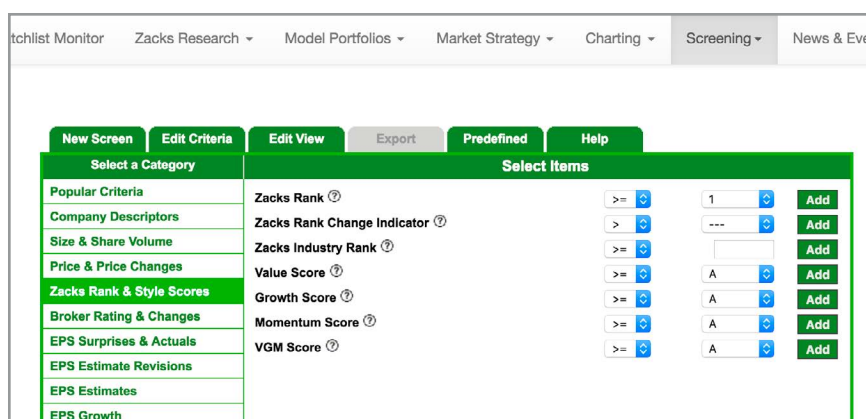 tchlist Monitor Zacks Research Model Portfolios Market Strategy Charting Screening News & Eve
New Screen Edit Criteria Edit View Export Predefined Help
Select a Category Select Items
Popular Criteria
Company Descriptors
Size & Share Volume
Price & Price Changes
Zacks Rank & Style Scores
Broker Rating & Changes
EPS Surprises & Actuals
EPS Estimate Revisions
EPS Estimates
EPS Growth
Zacks Rank ? >= 1 Add
Zacks Rank Change Indicator ? > --- Add
Zacks Industry Rank ? >= Add
Value Score ? >= A Add
Growth Score ? >= A Add
Momentum Score ? >= A Add
VGM Score ? >= A Add